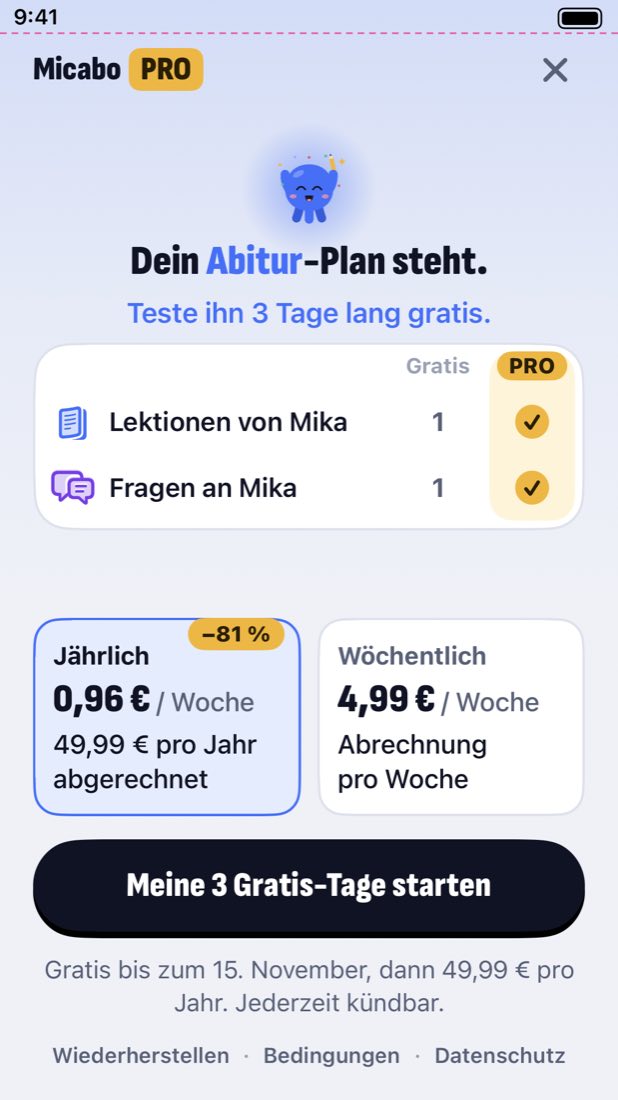 9:41
Micabo PRO
Dein Abitur-Plan steht.
Teste ihn 3 Tage lang gratis.
Gratis PRO
Lektionen von Mika 1
Fragen an Mika 1
−81 %
Jährlich
0,96 € / Woche
49,99 € pro Jahr
abgerechnet
Wöchentlich
4,99 € / Woche
Abrechnung
pro Woche
Meine 3 Gratis-Tage starten
Gratis bis zum 15. November, dann 49,99 € pro
Jahr. Jederzeit kündbar.
Wiederherstellen · Bedingungen · Datenschutz